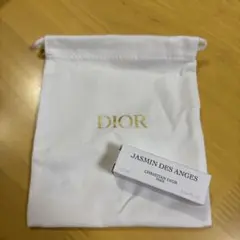 DIOR
JASMIN DES ANGES
CHRISTIAN DIOR